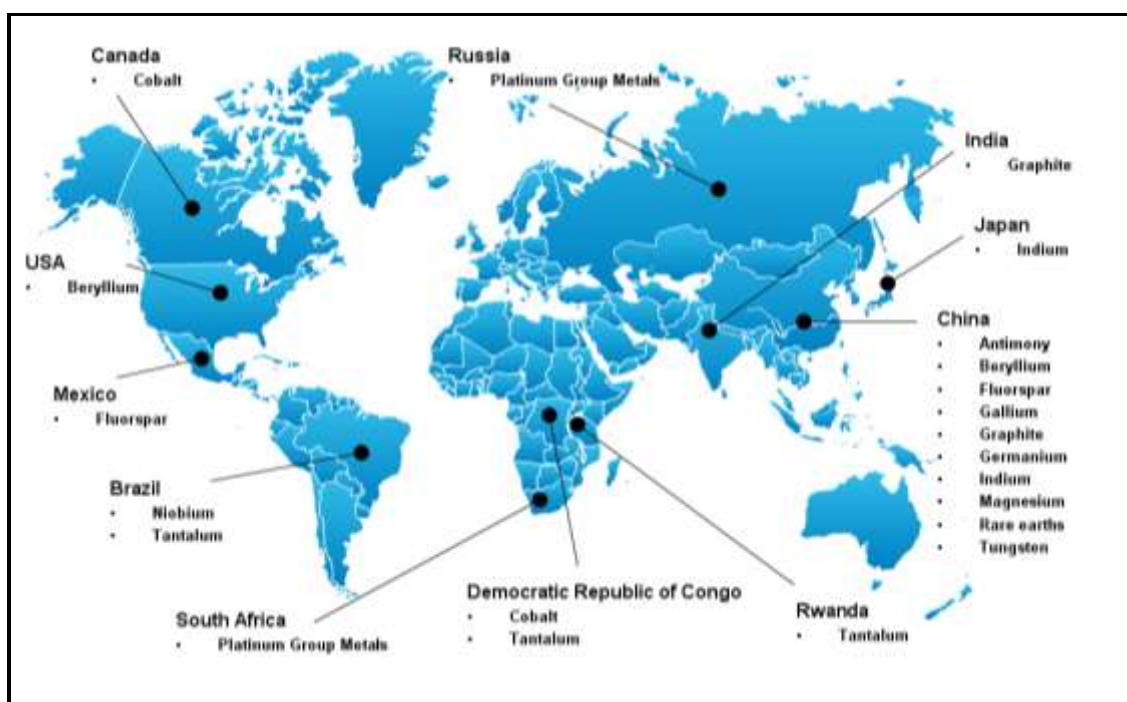 Canada
• Cobalt
Russia
• Platinum Group Metals
India
• Graphite
Japan
• Indium
USA
• Beryllium
China
• Antimony
• Beryllium
• Fluorspar
• Gallium
• Graphite
• Germanium
• Indium
• Magnesium
• Rare earths
• Tungsten
Mexico
• Fluorspar
Brazil
• Niobium
• Tantalum
Democratic Republic of Congo
• Cobalt
• Tantalum
Rwanda
• Tantalum
South Africa
• Platinum Group Metals